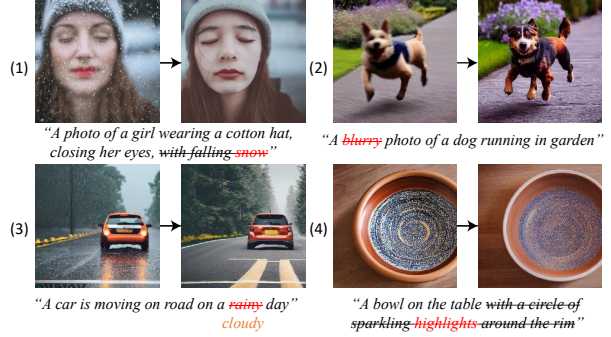 (1)
(2)
"A photo of a girl wearing a cotton hat,
closing her eyes, with falling snow"
"A blurry photo of a dog running in garden"
(3)
(4)
"A car is moving on road on a rainy day"
cloudy
"A bowl on the table with a circle of
sparkling highlights around the rim"